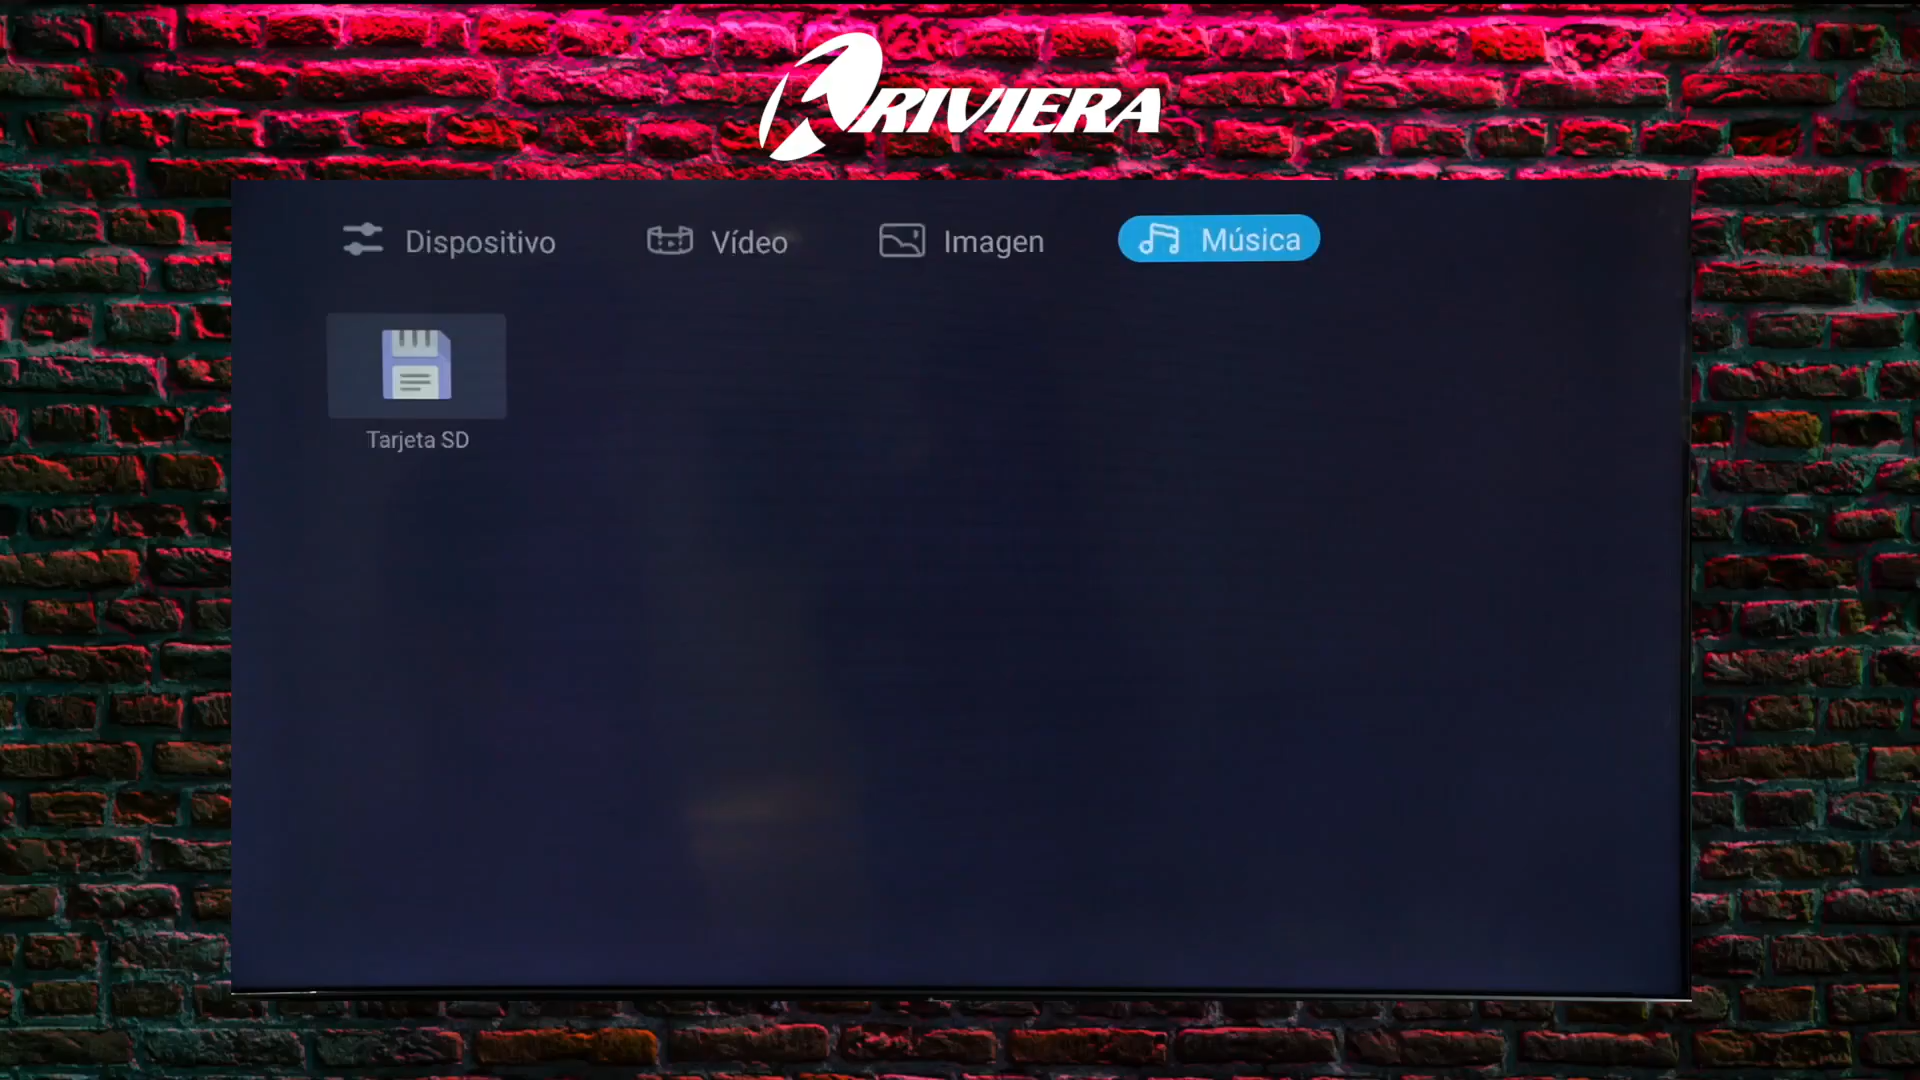 RIVIERA
Dispositivo
Vídeo
Imagen
Música
Tarjeta SD